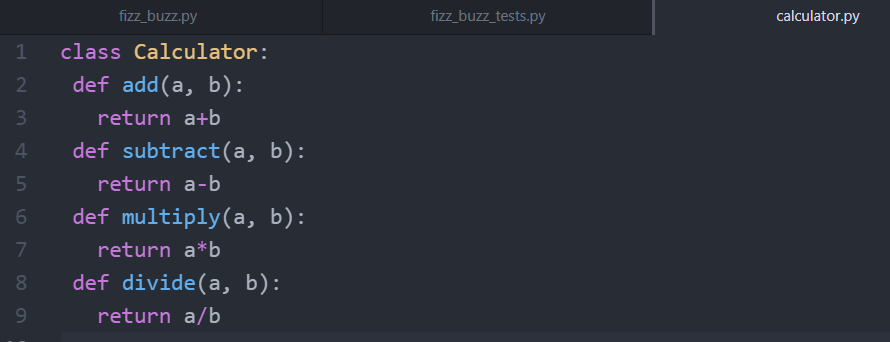 fizz_buzz.py fizz_buzz_tests.py calculator.py
1 class Calculator:
2  def add(a, b):
3   return a+b
4  def subtract(a, b):
5   return a-b
6  def multiply(a, b):
7   return a*b
8  def divide(a, b):
9   return a/b